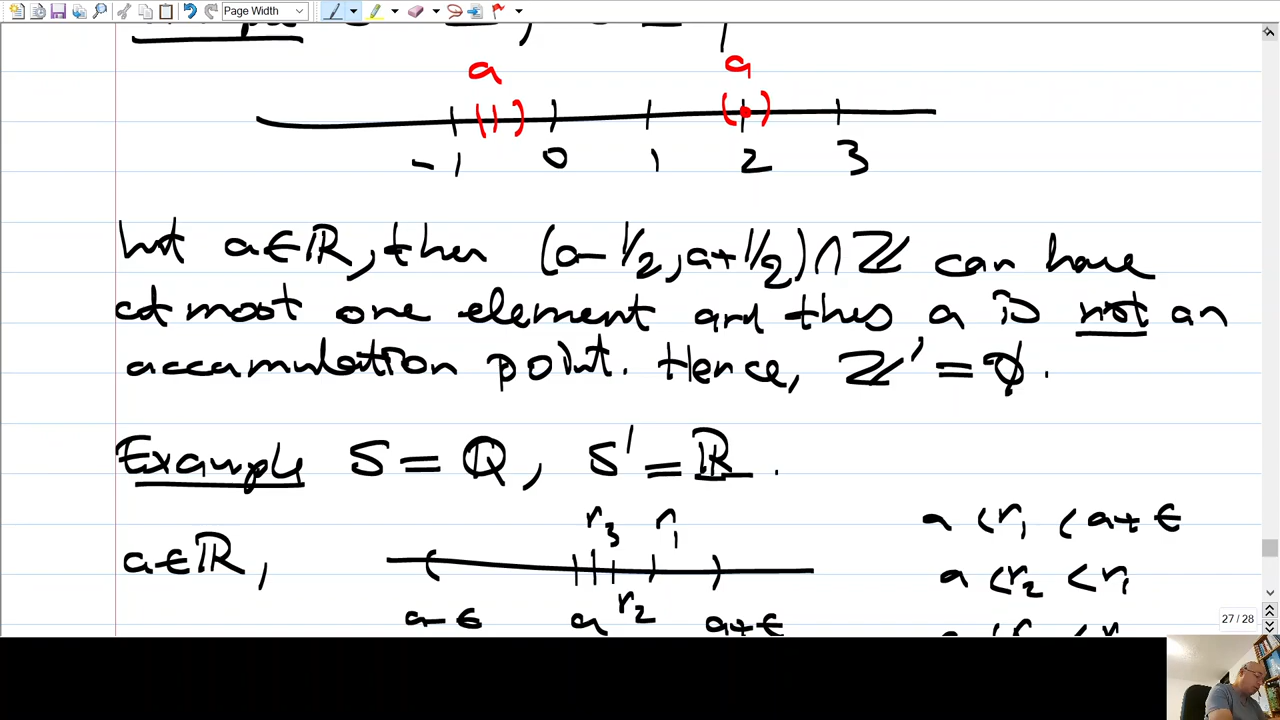 Page Width
a a
-1 0 1 2 3
let a∈ℝ, then (a-1/2, a+1/2)∩ℤ can have
at most one element and thus a is not an
accumulation point. Hence, ℤ' = ∅.
Example S = ℚ, S' = ℝ.
r₃ r₁ a < r₁ < a+ε
a∈ℝ, a < r₂ < r₁
a-ε a r₂ a+ε
27 / 28